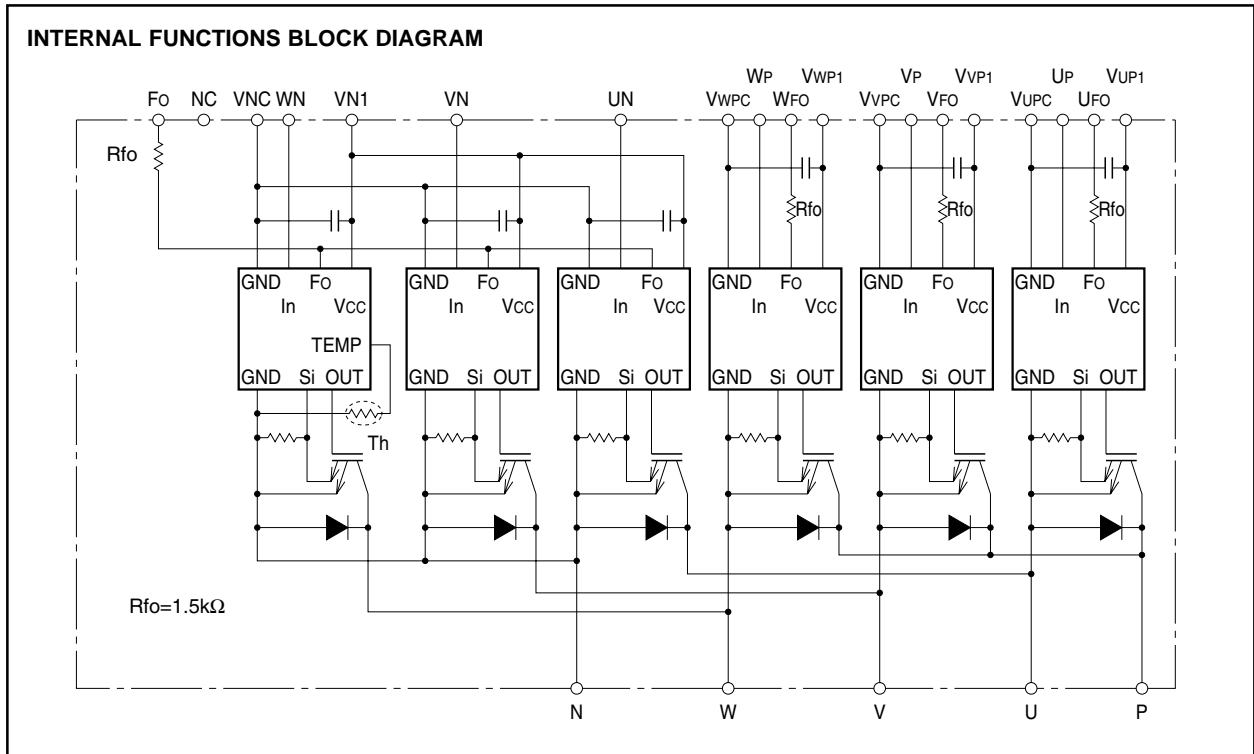 INTERNAL FUNCTIONS BLOCK DIAGRAM
WP VWP1 VP VVP1 UP VUP1
FO NC VNC WN VN1 VN UN VWPC WFO VVPC VFO VUPC UFO
Rfo
Rfo Rfo Rfo
GND FO GND FO GND FO GND FO GND FO GND FO
In VCC In VCC In VCC In VCC In VCC In VCC
TEMP
GND Si OUT GND Si OUT GND Si OUT GND Si OUT GND Si OUT GND Si OUT
Th
Rfo=1.5kΩ
N W V U P